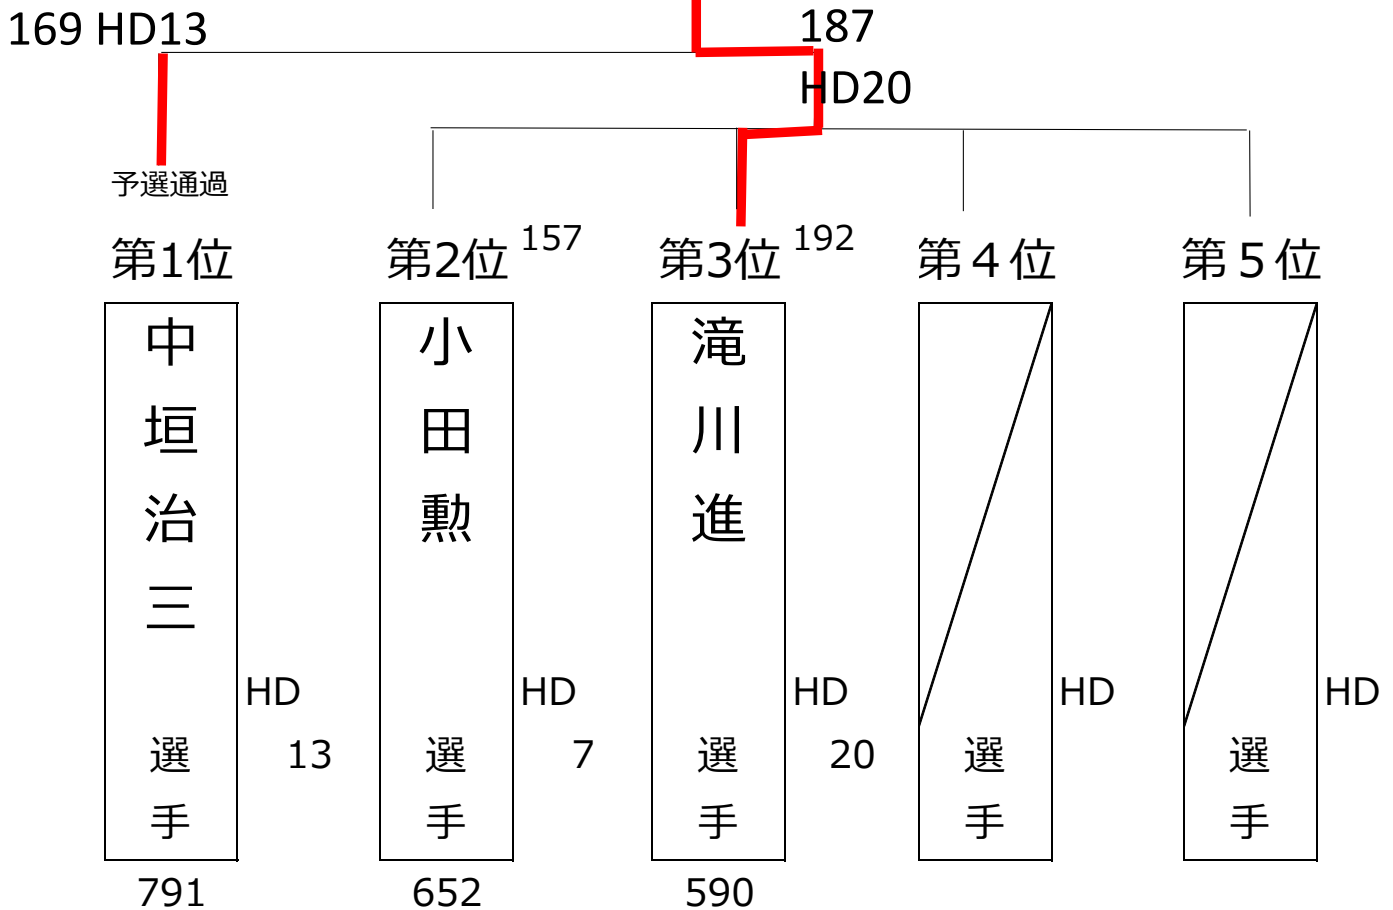 169 HD13
187
HD20
予選通過
第1位
第2位
157
第3位
192
第４位
第５位
中垣治三
選手
HD
13
小田勲
選手
HD
7
滝川進
選手
HD
20
選手
HD
選手
HD
791
652
590